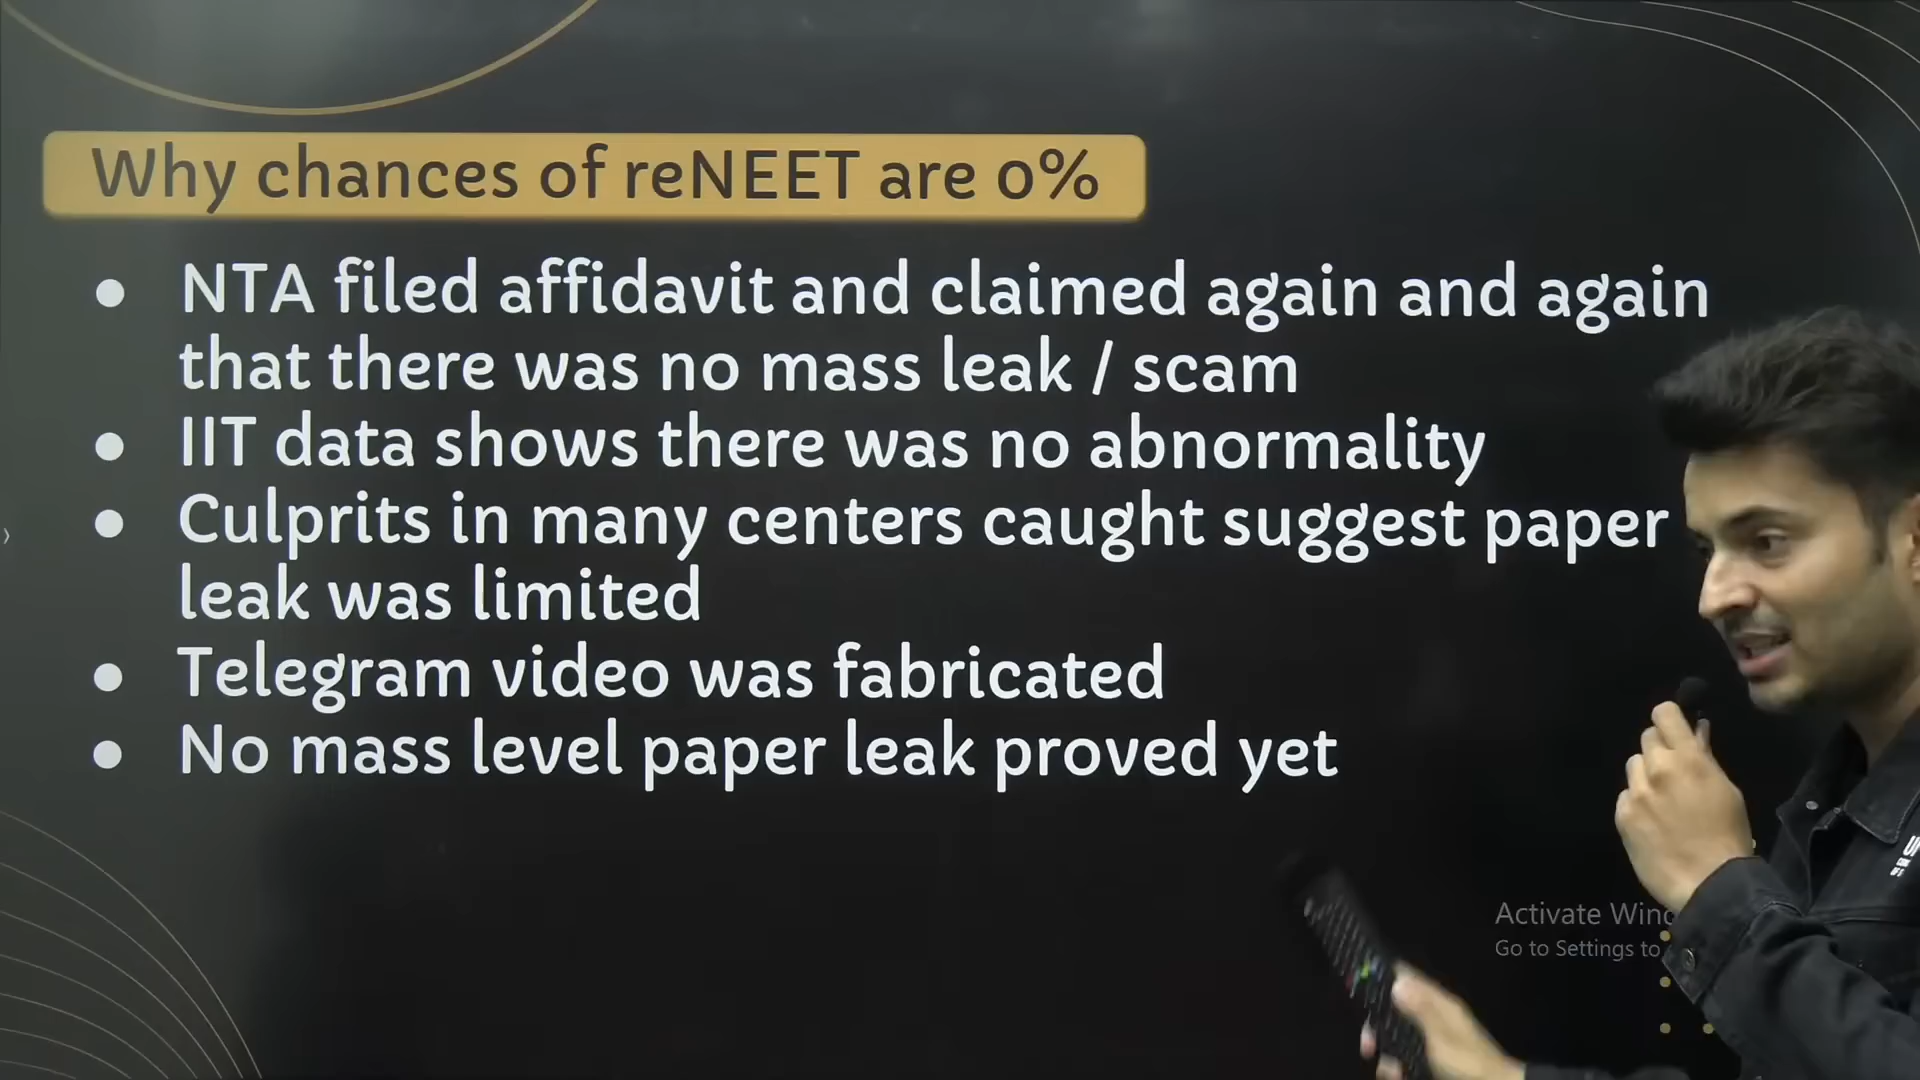 Why chances of reNEET are 0%
• NTA filed affidavit and claimed again and again
that there was no mass leak / scam
• IIT data shows there was no abnormality
• Culprits in many centers caught suggest paper
leak was limited
• Telegram video was fabricated
• No mass level paper leak proved yet
Activate
Go to Settings to